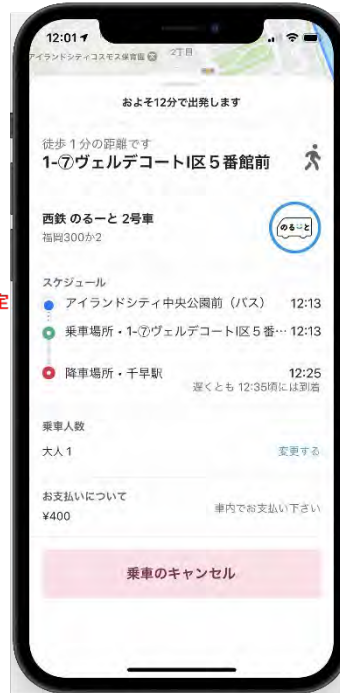 12:01
アイランドシティコスモス保育園
2丁目
およそ12分で出発します
徒歩1分の距離です
1-⑦ヴェルデコートI区5番館前
西鉄 のるーと 2号車
福岡300か2
のるーと
スケジュール
定
アイランドシティ中央公園前（パス） 12:13
乗車場所・1-⑦ヴェルデコートI区5番… 12:13
降車場所・千早駅 12:25
遅くとも 12:35頃には到着
乗車人数
大人1 変更する
お支払いについて
¥400 車内でお支払い下さい
乗車のキャンセル